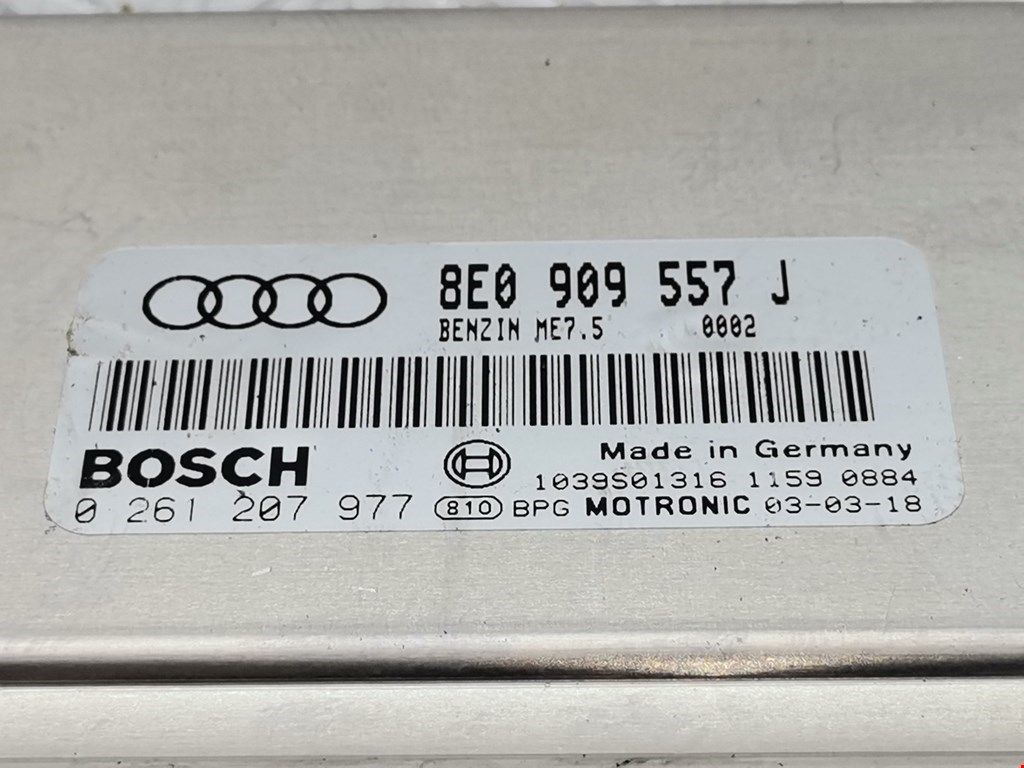 8E0 909 557 J
BENZIN ME7.5 0002
BOSCH
Made in Germany
1039S01316 1159 0884
0 261 207 977 810 BPG MOTRONIC 03-03-18